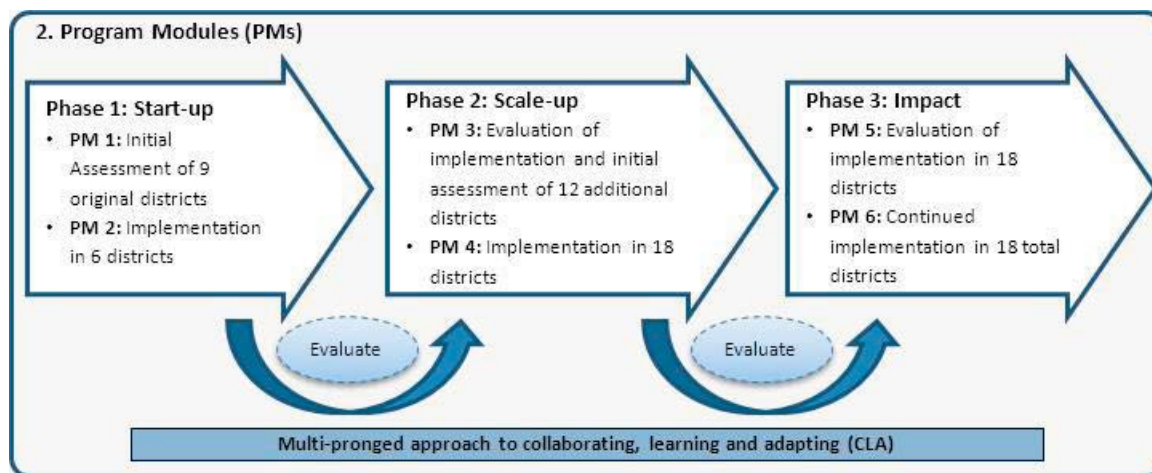 2. Program Modules (PMs)
Phase 1: Start-up
• PM 1: Initial
Assessment of 9
original districts
• PM 2: Implementation
in 6 districts
Phase 2: Scale-up
• PM 3: Evaluation of
implementation and initial
assessment of 12 additional
districts
• PM 4: Implementation in 18
districts
Phase 3: Impact
• PM 5: Evaluation of
implementation in 18
districts
• PM 6: Continued
implementation in 18 total
districts
Evaluate
Evaluate
Multi-pronged approach to collaborating, learning and adapting (CLA)